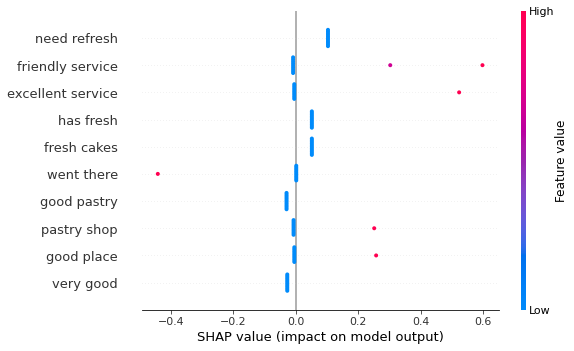 High
need refresh
friendly service
excellent service
has fresh
fresh cakes
went there
good pastry
pastry shop
good place
very good
Feature value
Low
−0.4 −0.2 0.0 0.2 0.4 0.6
SHAP value (impact on model output)